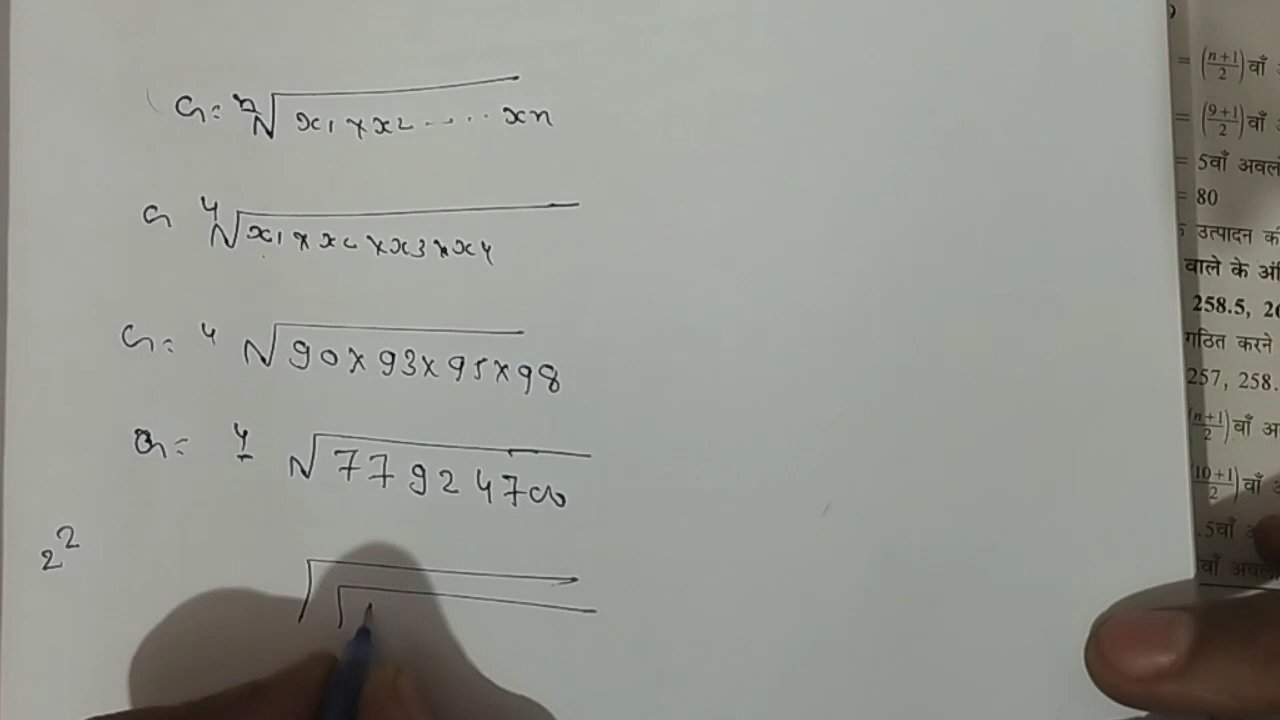 G = ⁿ√x1 × x2 ..... xn
G ⁴√x1 × x2 × x3 × x4
G = ⁴√90 × 93 × 95 × 98
G = ⁴√77924700
2²
= (n+1/2)वाँ
= (9+1/2)वाँ
= 5वाँ
= 80
उत्पादन
वाले के
258.5,
गठित करने
257, 258.
(n+1/2)वाँ
(10+1/2)वाँ
.5वाँ
वाँ